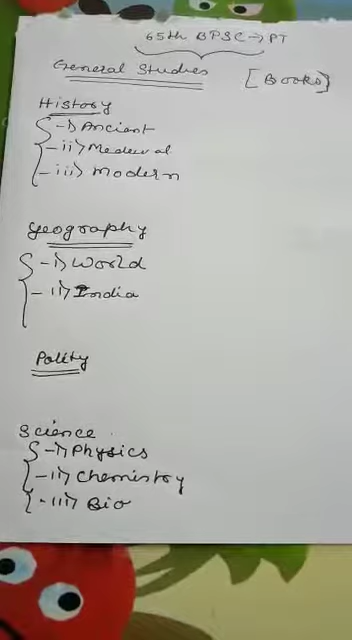 65th BPSC → PT
General Studies [Books]
History
-i) Ancient
-ii) Medieval
-iii) Modern
Geography
-i) World
-ii) India
Polity
Science
-i) Physics
-ii) Chemistory
-iii) Bio